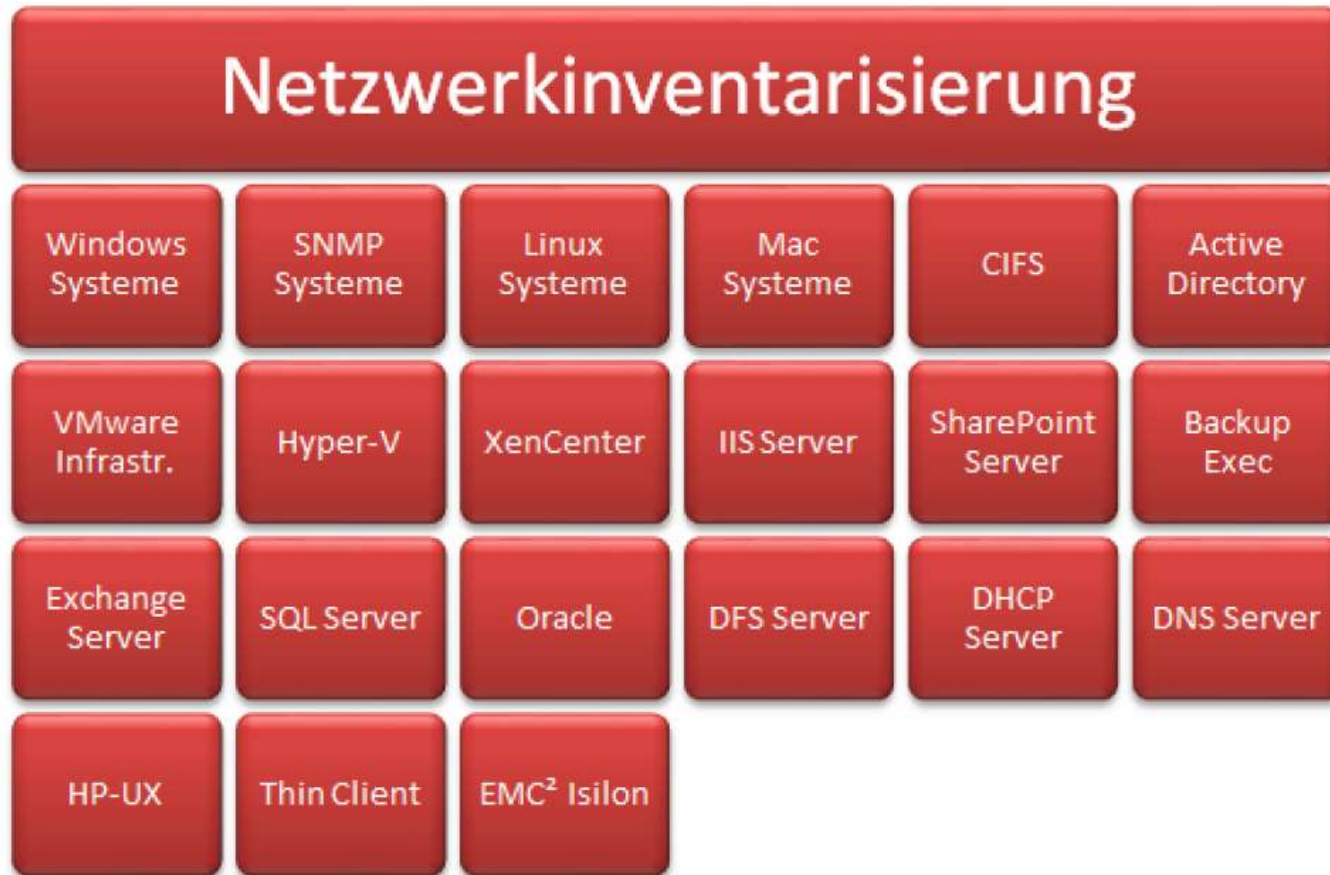 Netzwerkinventarisierung
Windows
Systeme
SNMP
Systeme
Linux
Systeme
Mac
Systeme
CIFS
Active
Directory
VMware
Infrastr.
Hyper-V
XenCenter
IIS Server
SharePoint
Server
Backup
Exec
Exchange
Server
SQL Server
Oracle
DFS Server
DHCP
Server
DNS Server
HP-UX
Thin Client
EMC² Isilon